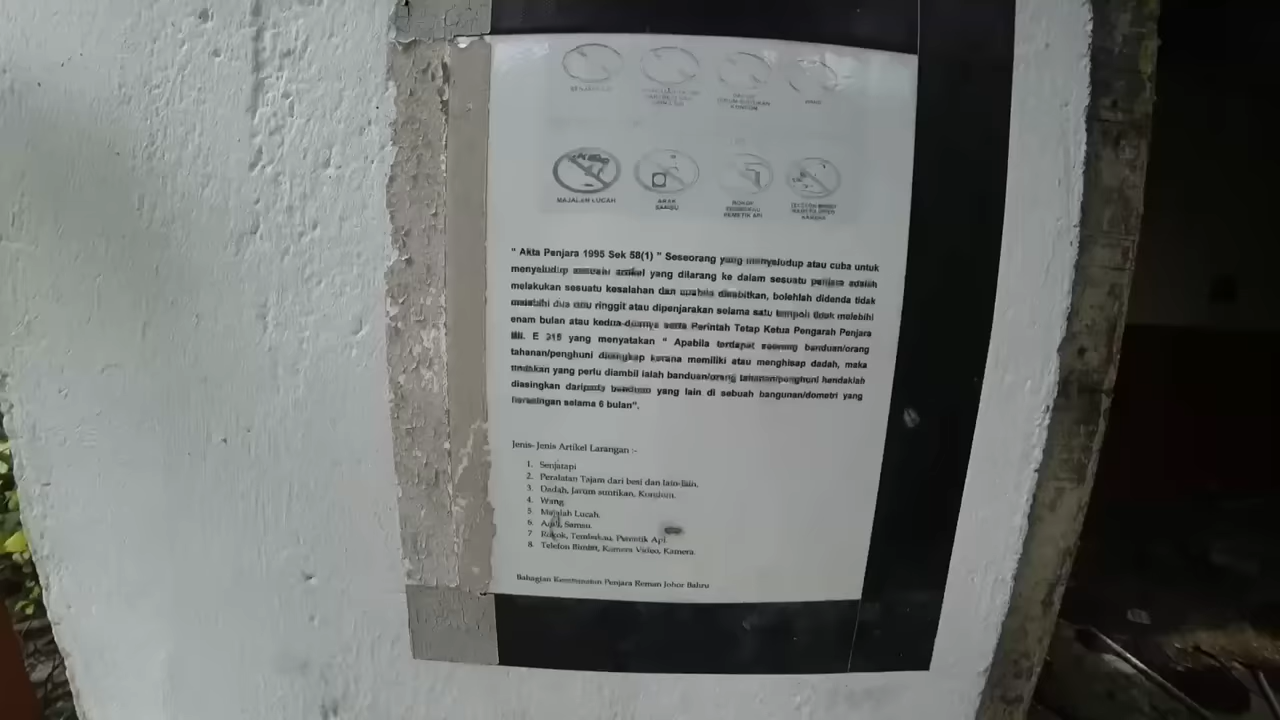 MAJALAH LUCAH
ARAK
SAMSU
ROKOK
TEMBAKAU
PEMETIK API
" Akta Penjara 1995 Sek 58(1) " Seseorang yang menyeludup atau cuba untuk
menyeludup sesuatu artikel yang dilarang ke dalam sesuatu penjara adalah
melakukan sesuatu kesalahan dan apabila disabitkan, bolehlah didenda tidak
melebihi dua ribu ringgit atau dipenjarakan selama satu tempoh tidak melebihi
enam bulan atau kedua-duanya serta Perintah Tetap Ketua Pengarah Penjara
E 315 yang menyatakan " Apabila terdapat seorang banduan/orang
tahanan/penghuni ditangkap kerana memiliki atau menghisap dadah, maka
tindakan yang perlu diambil ialah banduan/orang tahanan/penghuni hendaklah
diasingkan daripada banduan yang lain di sebuah bangunan/dometri yang
berasingan selama 6 bulan".
Jenis-Jenis Artikel Larangan :-
1. Senjatapi
2. Peralatan Tajam dari besi dan lain-lain.
3. Dadah, Jarum suntikan, Kondom.
4. Wang.
5. Majalah Lucah.
6. Arak, Samsu.
7 Rokok, Tembakau, Pemetik Api.
8. Telefon Bimbit, Kamera Video, Kamera.
Bahagian Keselamatan Penjara Reman Johor Bahru